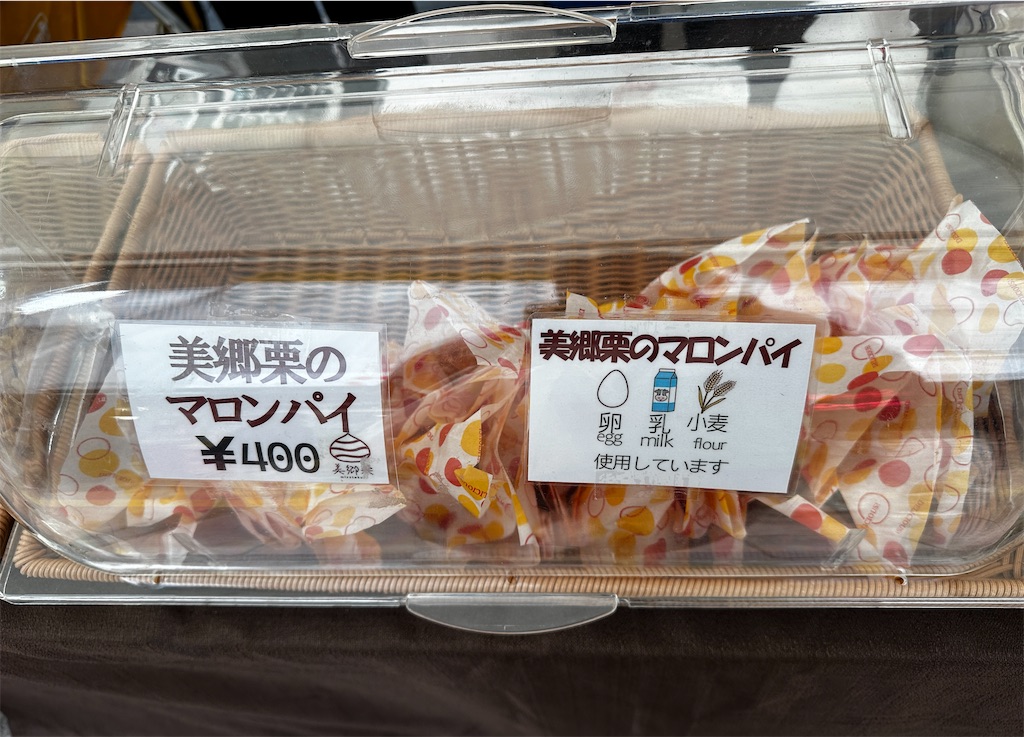 美郷栗の
マロンパイ
¥400
美郷栗
美郷栗のマロンパイ
卵 乳 小麦
egg milk flour
使用しています